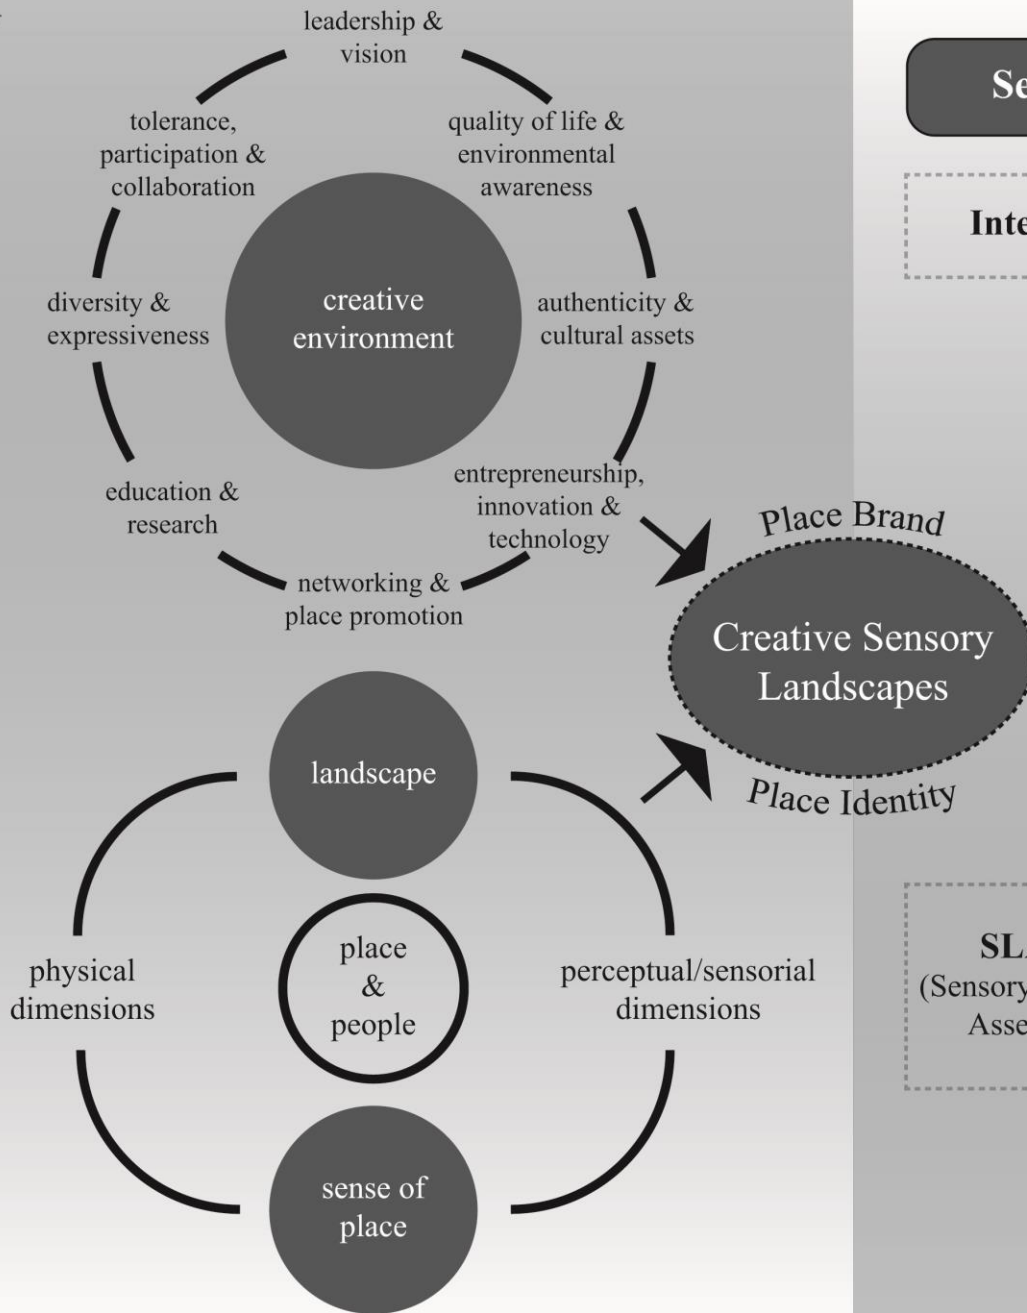 leadership &
vision
tolerance,
participation &
collaboration
quality of life &
environmental
awareness
diversity &
expressiveness
creative
environment
authenticity &
cultural assets
education &
research
entrepreneurship,
innovation &
technology
networking &
place promotion
Place Brand
Creative Sensory
Landscapes
Place Identity
landscape
physical
dimensions
place
&
people
perceptual/sensorial
dimensions
sense of
place
(Sensory